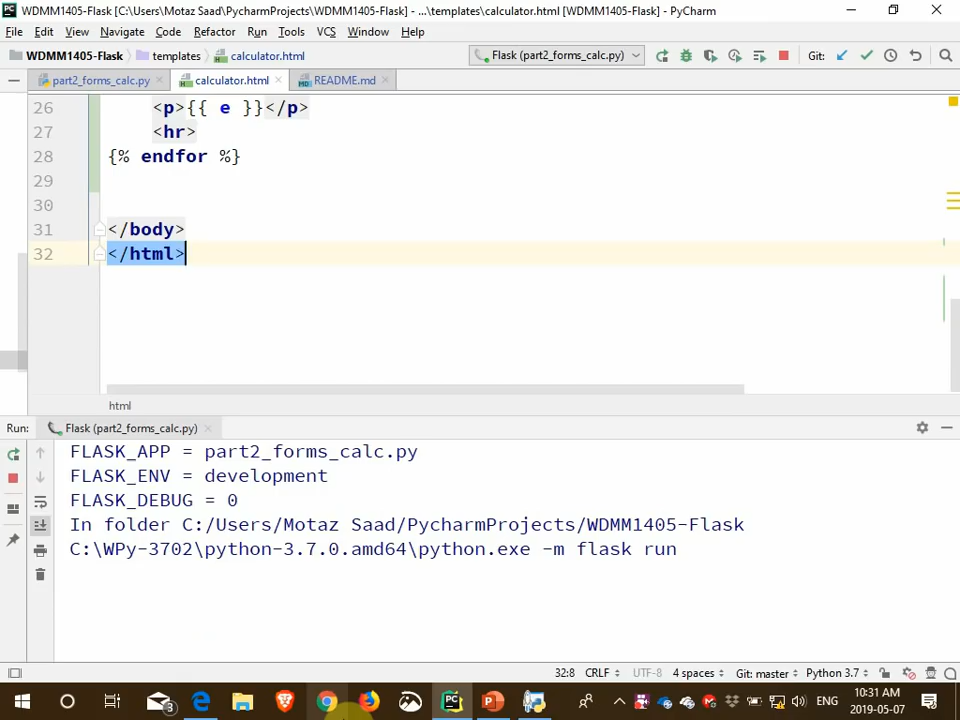 WDMM1405-Flask [C:\Users\Motaz Saad\PycharmProjects\WDMM1405-Flask] - ...\templates\calculator.html [WDMM1405-Flask] - PyCharm
File Edit View Navigate Code Refactor Run Tools VCS Window Help
WDMM1405-Flask templates calculator.html Flask (part2_forms_calc.py) Git:
part2_forms_calc.py calculator.html README.md
26 <p>{{ e }}</p>
27 <hr>
28 {% endfor %}
29
30
31 </body>
32 </html>
html
Run: Flask (part2_forms_calc.py)
FLASK_APP = part2_forms_calc.py
FLASK_ENV = development
FLASK_DEBUG = 0
In folder C:/Users/Motaz Saad/PycharmProjects/WDMM1405-Flask
C:\WPy-3702\python-3.7.0.amd64\python.exe -m flask run
32:8 CRLF UTF-8 4 spaces Git: master Python 3.7
3 ENG 10:31 AM
2019-05-07